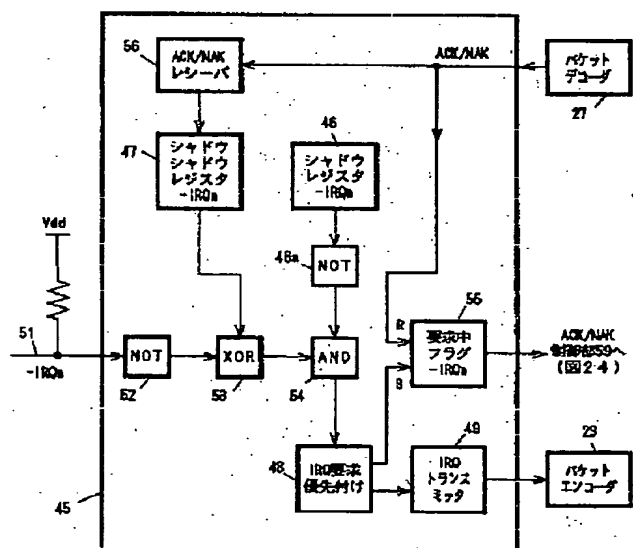 56
ACK/NAK
レシーバ
ACK/NAK
パケット
デコーダ
27
47
シャドウ
シャドウ
レジスタ
-IRQn
46
シャドウ
レジスタ
-IRQn
Vdd
48a
NOT
51
-IRQn
NOT
52
XOR
53
AND
54
R
S
55
要求中
フラグ
-IRQn
ACK/NAK
制御部59へ
(図24)
48
IRQ要求
優先付け
49
IRQ
トランス
ミッタ
29
パケット
エンコーダ
45